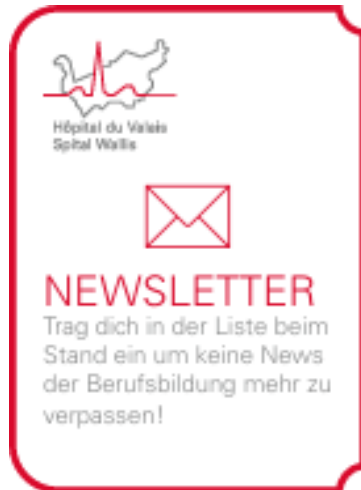 Hôpital du Valais
Spital Wallis
NEWSLETTER
Trag dich in der Liste beim
Stand ein um keine News
der Berufsbildung mehr zu
verpassen!